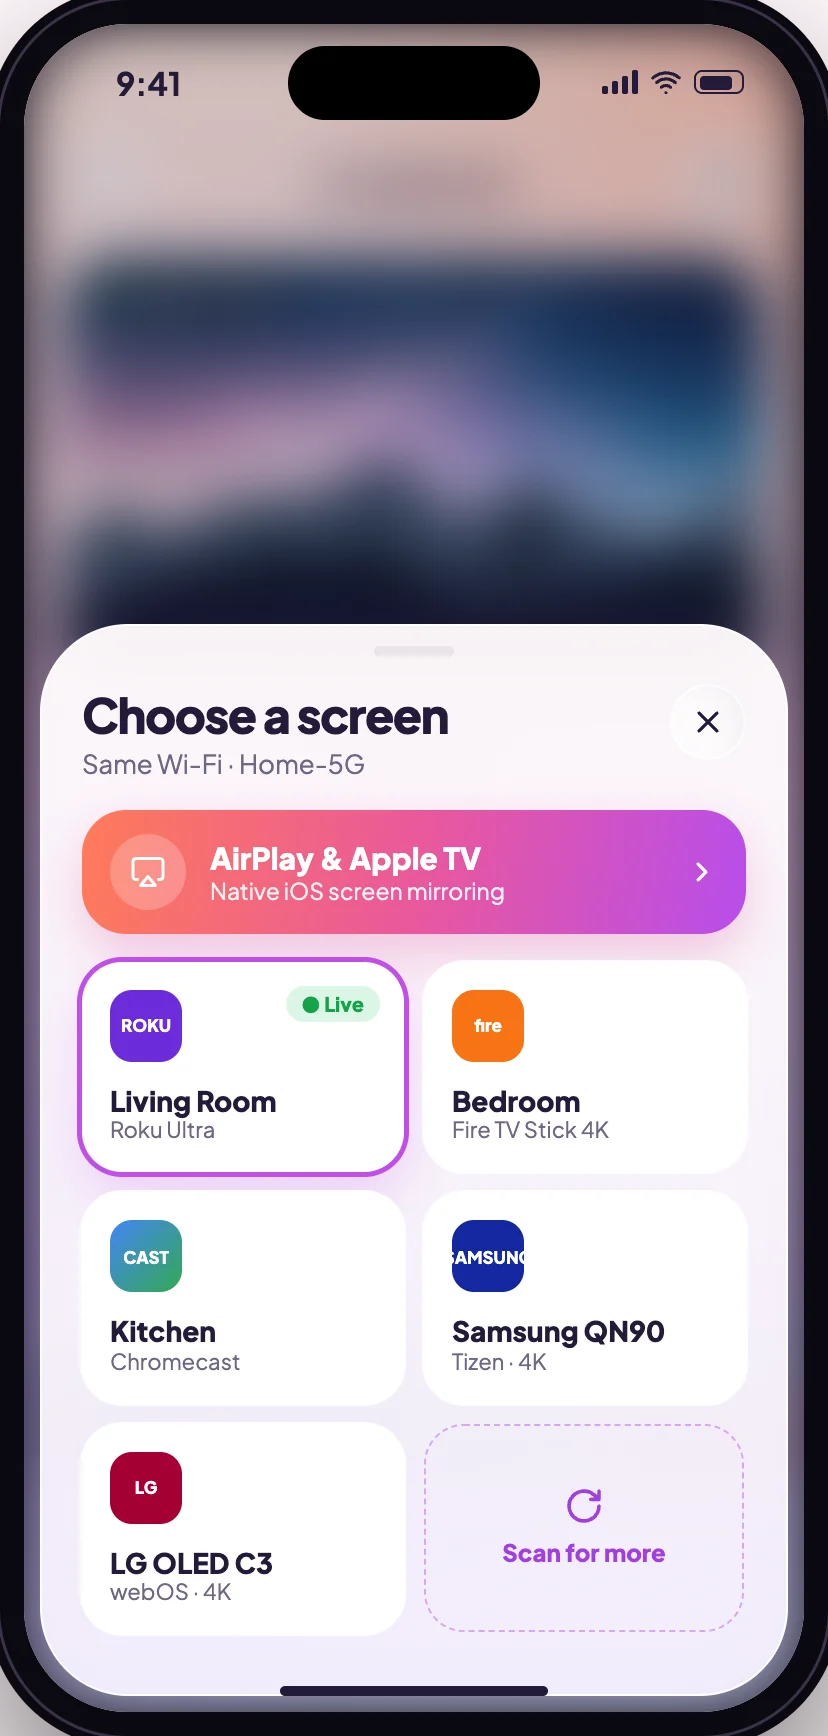 9:41
Choose a screen
Same Wi-Fi · Home-5G
AirPlay & Apple TV
Native iOS screen mirroring
ROKU
Live
Living Room
Roku Ultra
fire
Bedroom
Fire TV Stick 4K
CAST
Kitchen
Chromecast
SAMSUNG
Samsung QN90
Tizen · 4K
LG
LG OLED C3
webOS · 4K
Scan for more